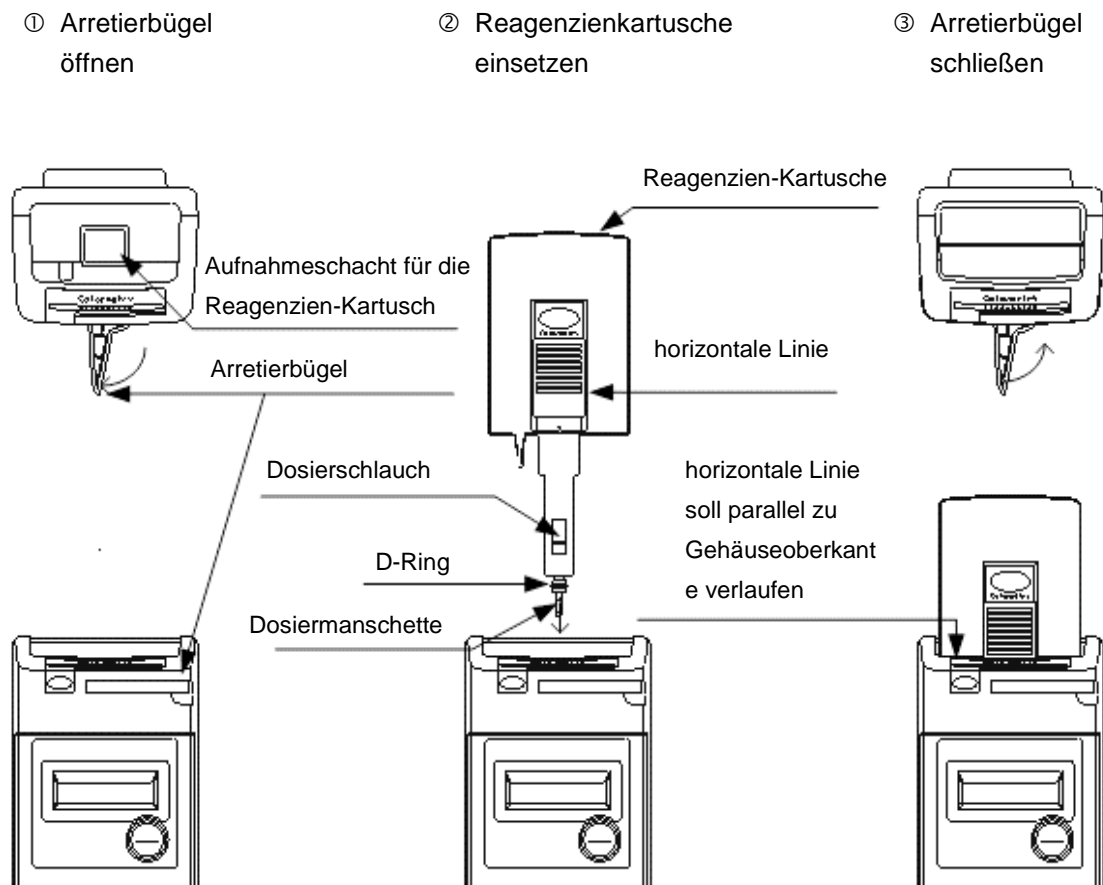 ① Arretierbügel
öffnen
② Reagenzienkartusche
einsetzen
③ Arretierbügel
schließen
Reagenzien-Kartusche
Aufnahmeschacht für die
Reagenzien-Kartusch
horizontale Linie
Arretierbügel
Dosierschlauch
horizontale Linie
soll parallel zu
Gehäuseoberkant
e verlaufen
D-Ring
Dosiermanschette